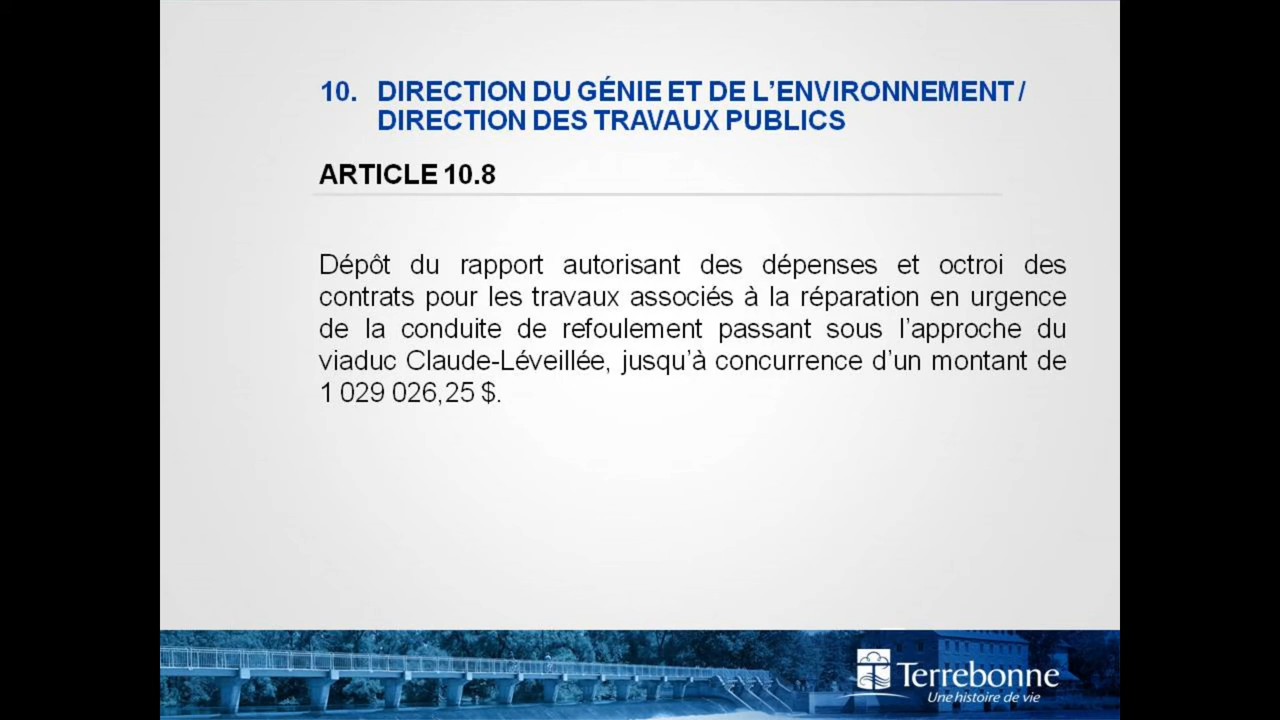 10. DIRECTION DU GÉNIE ET DE L’ENVIRONNEMENT /
DIRECTION DES TRAVAUX PUBLICS
ARTICLE 10.8
Dépôt du rapport autorisant des dépenses et octroi des
contrats pour les travaux associés à la réparation en urgence
de la conduite de refoulement passant sous l’approche du
viaduc Claude-Léveillée, jusqu’à concurrence d’un montant de
1 029 026,25 $.
Terrebonne
Une histoire de vie